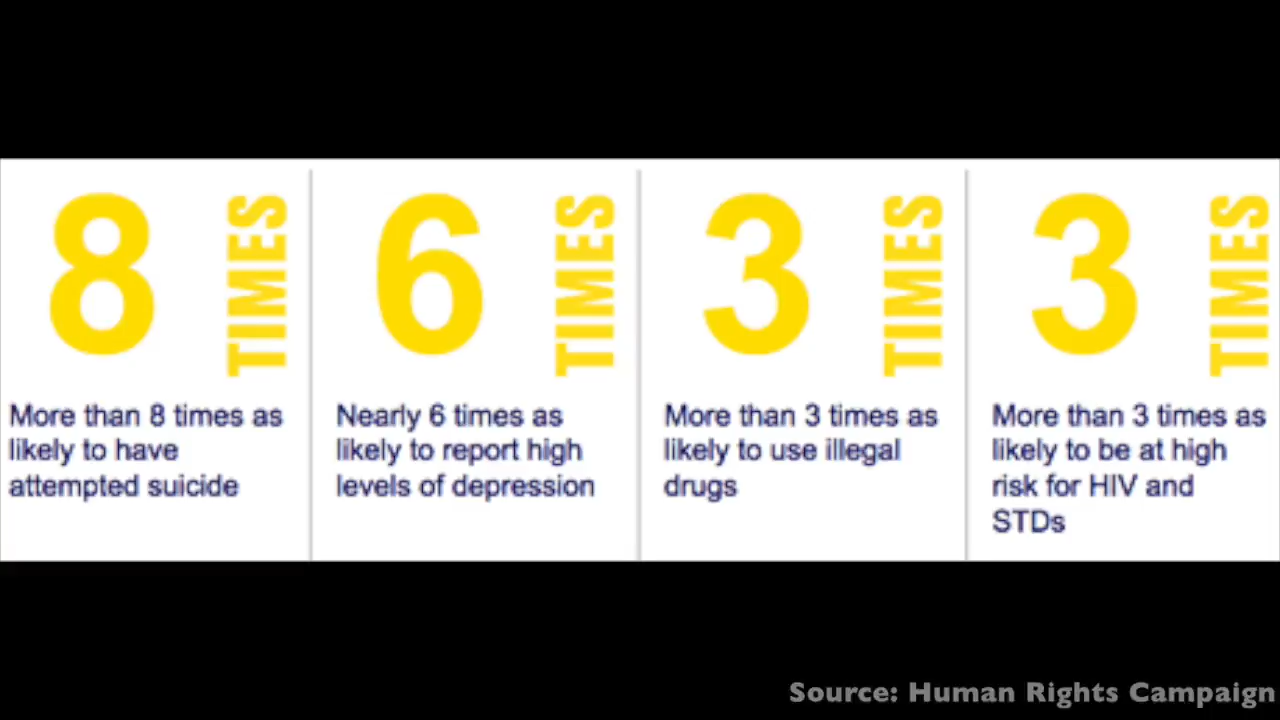 8 TIMES
More than 8 times as
likely to have
attempted suicide
6 TIMES
Nearly 6 times as
likely to report high
levels of depression
3 TIMES
More than 3 times as
likely to use illegal
drugs
3 TIMES
More than 3 times as
likely to be at high
risk for HIV and
STDs
Source: Human Rights Campaign